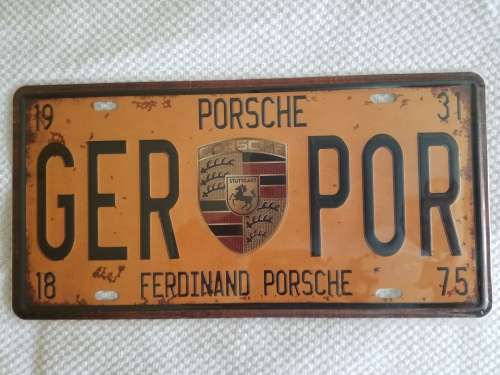 19 PORSCHE 31
GER POR
PORSCHE
STUTTGART
18 FERDINAND PORSCHE 75